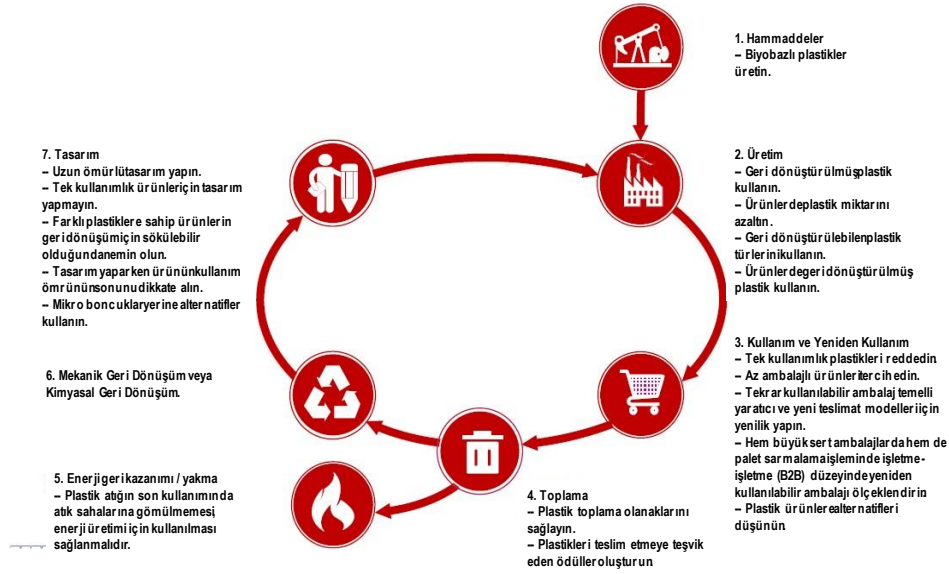 1. Hammaddeler
– Biyobazlı plastikler
üretin.
2. Üretim
– Geri dönüştürülmüş plastik
kullanın.
– Ürünlerde plastik miktarını
azaltın.
– Geri dönüştürülebilen plastik
türlerini kullanın.
– Ürünlerde geri dönüştürülmüş
plastik kullanın.
3. Kullanım ve Yeniden Kullanım
– Tek kullanımlık plastikleri reddedin.
– Az ambalajlı ürünleri tercih edin.
– Tekrar kullanılabilir ambalaj temelli
yaratıcı ve yeni teslimat modelleri için
yenilik yapın.
– Hem büyük sert ambalajlarda hem de
palet sarmalama işleminde işletme-
işletme (B2B) düzeyinde yeniden
kullanılabilir ambalajı ölçeklendirin.
– Plastik ürünlere alternatifleri
düşünün.
4. Toplama
– Plastik toplama olanaklarını
sağlayın.
– Plastikleri teslim etmeye teşvik
eden ödüller oluşturun.
5. Enerji geri kazanımı / yakma
– Plastik atığın son kullanımında
atık sahalarına gömülmemesi,
enerji üretimi için kullanılması
sağlanmalıdır.
6. Mekanik Geri Dönüşüm veya
Kimyasal Geri Dönüşüm.
7. Tasarım
– Uzun ömürlü tasarım yapın.
– Tek kullanımlık ürünler için tasarım
yapmayın.
– Farklı plastiklere sahip ürünlerin
geri dönüşüm için sökülebilir
olduğundan emin olun.
– Tasarım yaparken ürünün kullanım
ömrünün sonunu dikkate alın.
– Mikro boncuklar yerine alternatifler
kullanın.